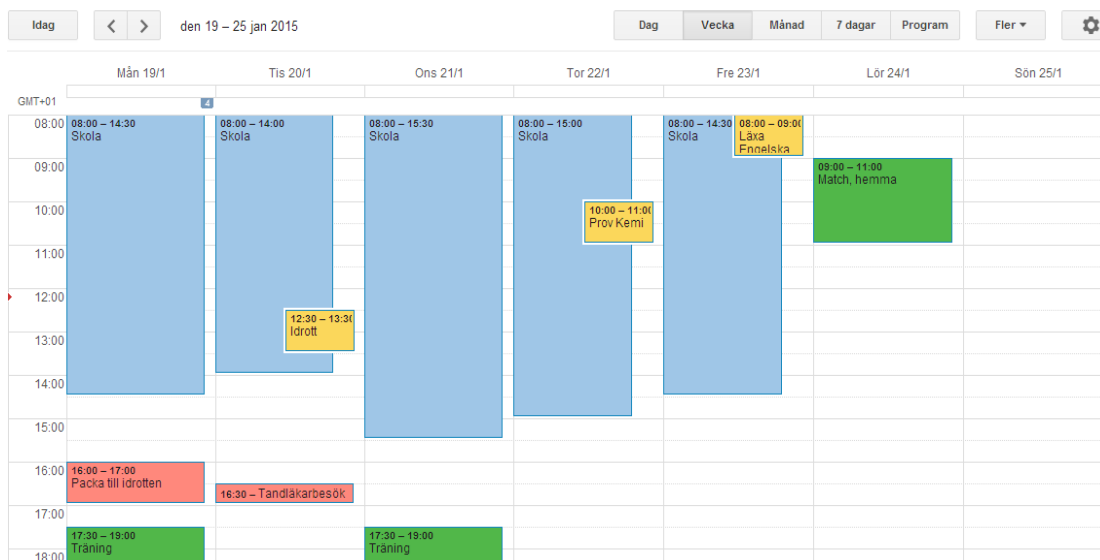 Idag
den 19 – 25 jan 2015
Dag
Vecka
Månad
7 dagar
Program
Fler
Mån 19/1
Tis 20/1
Ons 21/1
Tor 22/1
Fre 23/1
Lör 24/1
Sön 25/1
GMT+01
4
08:00
09:00
10:00
11:00
12:00
13:00
14:00
15:00
16:00
17:00
18:00
08:00 – 14:30
Skola
16:00 – 17:00
Packa till idrotten
17:30 – 19:00
Träning
08:00 – 14:00
Skola
12:30 – 13:30
Idrott
16:30 – Tandläkarbesök
08:00 – 15:30
Skola
17:30 – 19:00
Träning
08:00 – 15:00
Skola
10:00 – 11:00
Prov Kemi
08:00 – 14:30
Skola
08:00 – 09:00
Läxa
Engelska
09:00 – 11:00
Match, hemma